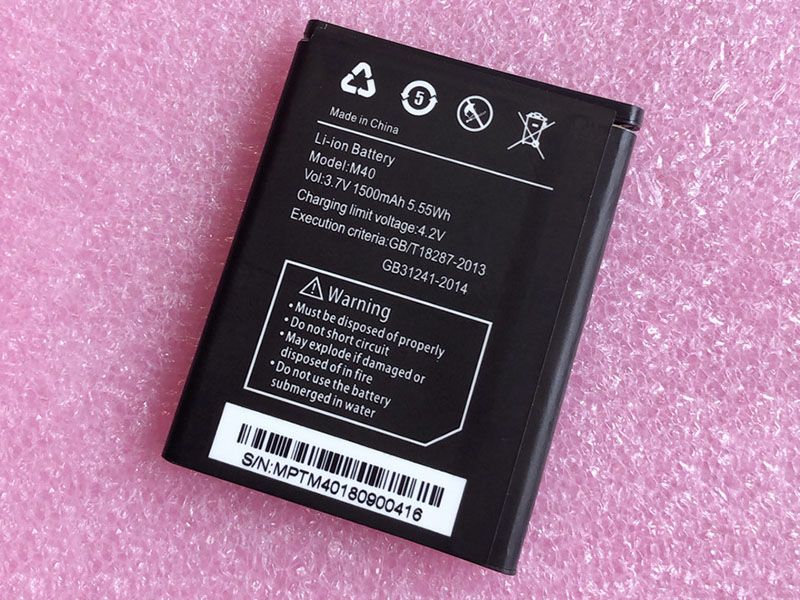 5
Made in China
Li-ion Battery
Model:M40
Vol:3.7V 1500mAh 5.55Wh
Charging limit voltage:4.2V
Execution criteria:GB/T18287-2013
GB31241-2014
Warning
•Must be disposed of properly
•Do not short circuit
•May explode if damaged or
disposed of in fire
•Do not use the battery
submerged in water
S/N:MPTM40180900416